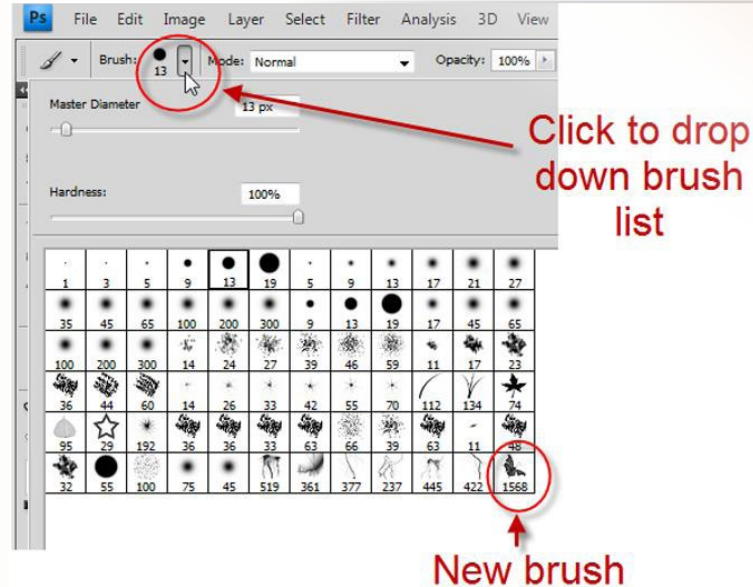 Ps File Edit Image Layer Select Filter Analysis 3D View
Brush: 13 Mode: Normal Opacity: 100%
Master Diameter 13 px
Click to drop
down brush
list
Hardness: 100%
1 3 5 9 13 19 5 9 13 17 21 27
35 45 65 100 200 300 9 13 19 17 45 65
100 200 300 14 24 27 39 46 59 11 17 23
36 44 60 14 26 33 42 55 70 112 134 74
95 29 192 36 36 33 63 66 39 63 11 48
32 55 100 75 45 519 361 377 237 445 422 1568
New brush